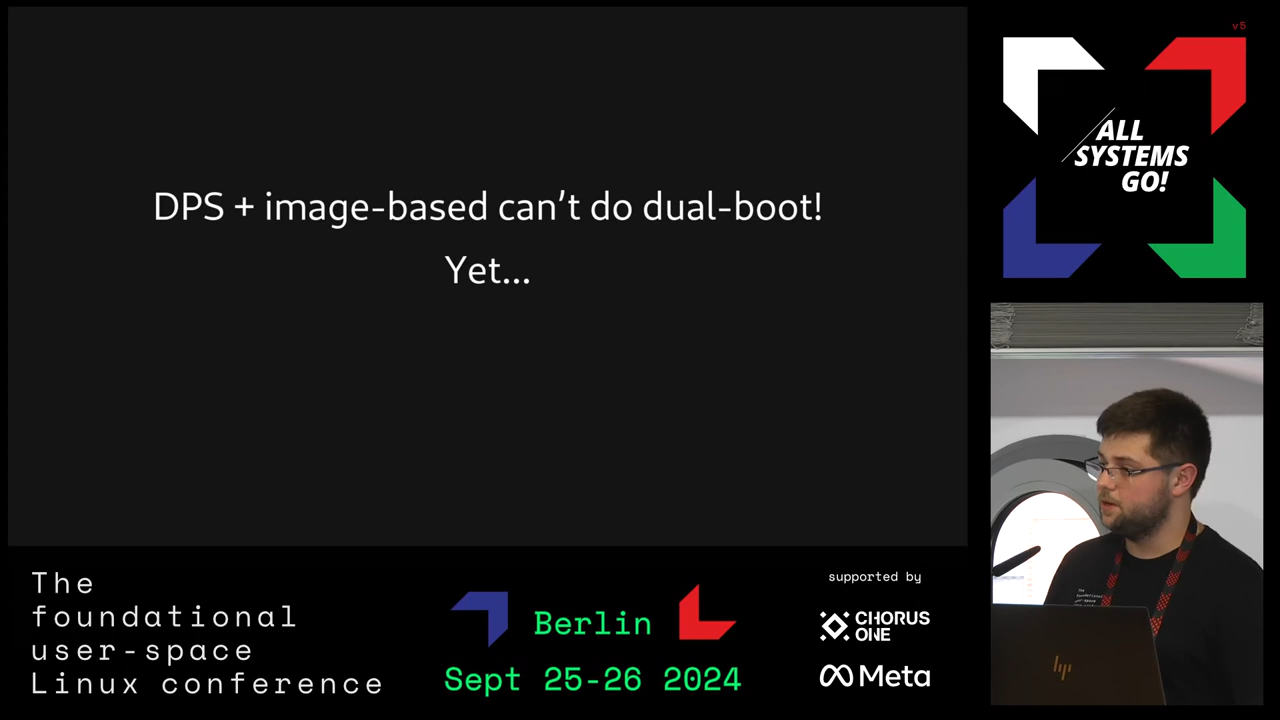 DPS + image-based can't do dual-boot!
Yet...
v5
ALL
SYSTEMS
GO!
The
foundational
user-space
Linux conference
Berlin
Sept 25-26 2024
supported by
CHORUS
ONE
Meta
hp